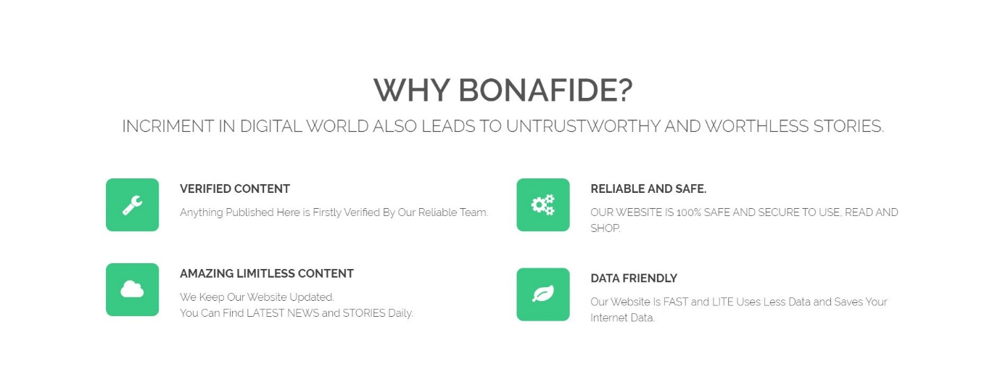 WHY BONAFIDE?
INCRIMENT IN DIGITAL WORLD ALSO LEADS TO UNTRUSTWORTHY AND WORTHLESS STORIES.
VERIFIED CONTENT
Anything Published Here is Firstly Verified By Our Reliable Team.
RELIABLE AND SAFE.
OUR WEBSITE IS 100% SAFE AND SECURE TO USE, READ AND
SHOP.
AMAZING LIMITLESS CONTENT
We Keep Our Website Updated.
You Can Find LATEST NEWS and STORIES Daily.
DATA FRIENDLY
Our Website Is FAST and LITE Uses Less Data and Saves Your
Internet Data.